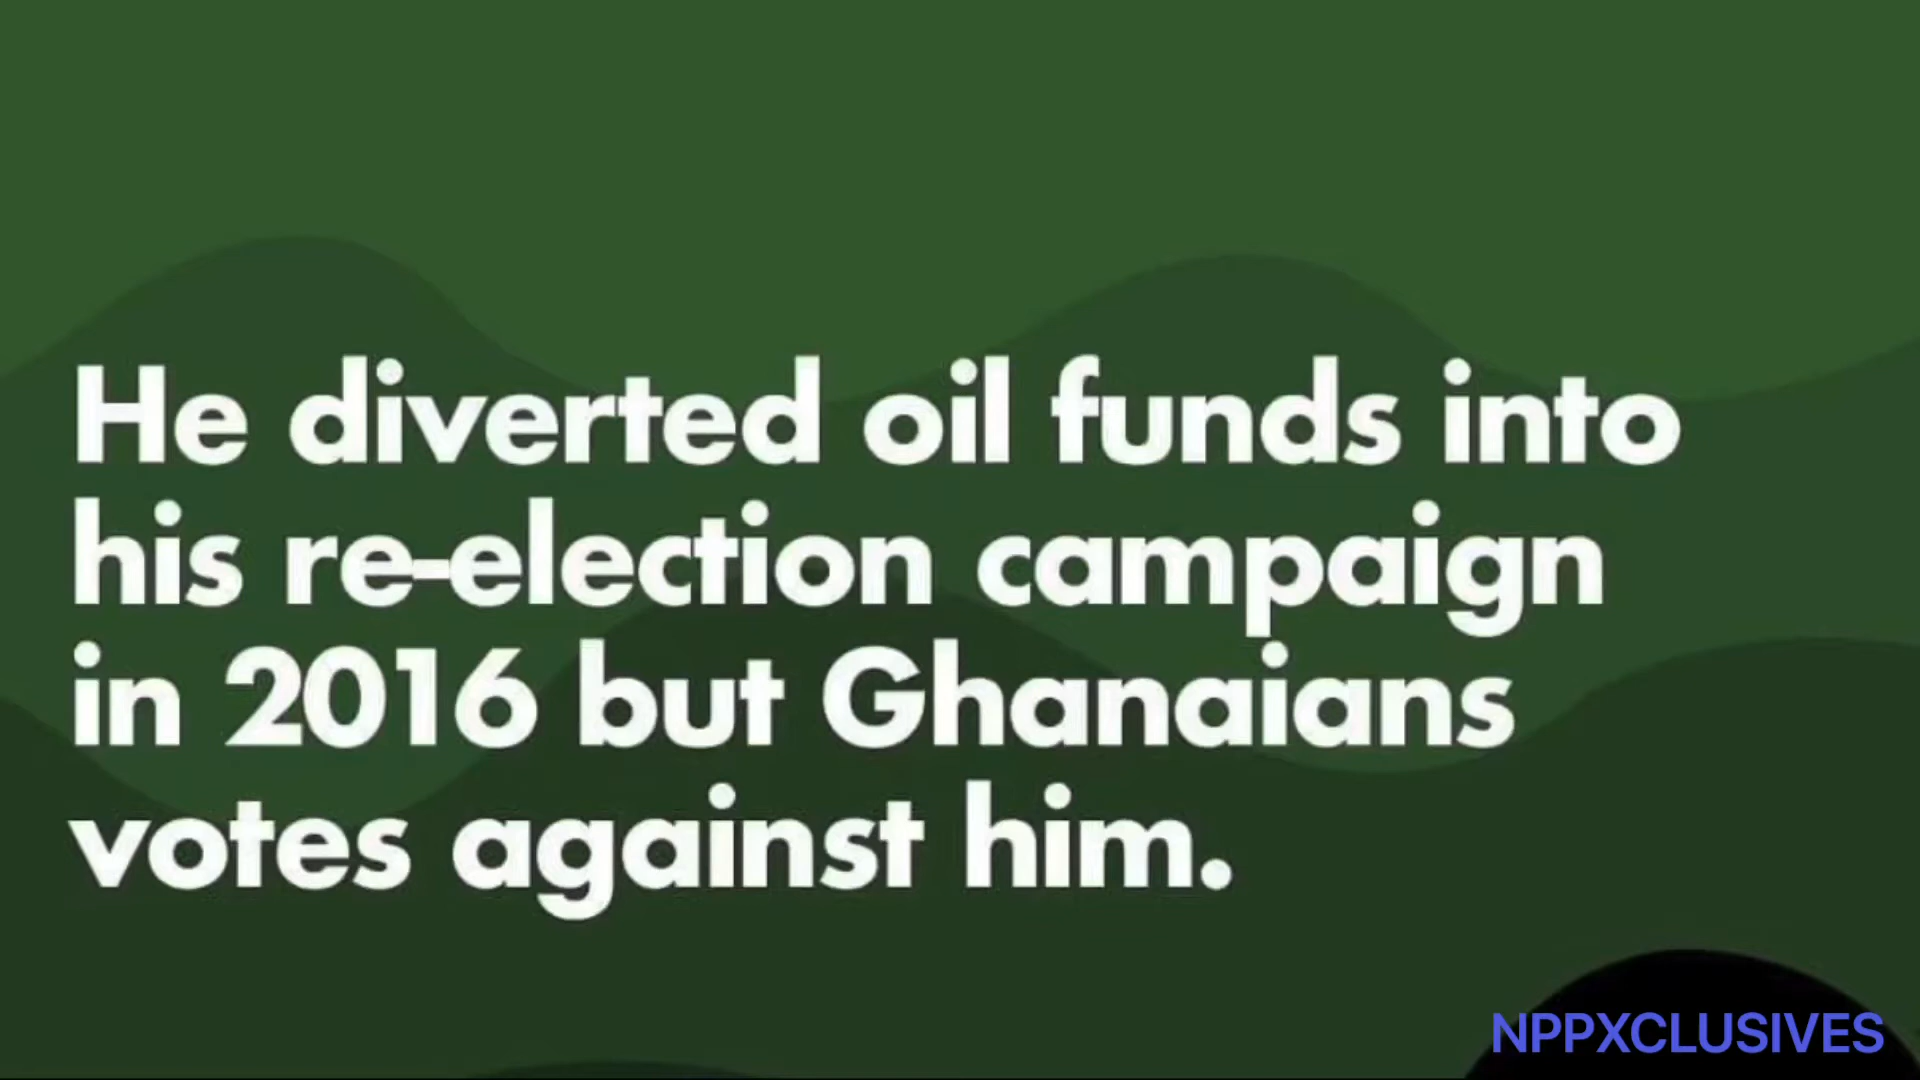 He diverted oil funds into
his re-election campaign
in 2016 but Ghanaians
votes against him.
NPPXCLUSIVES